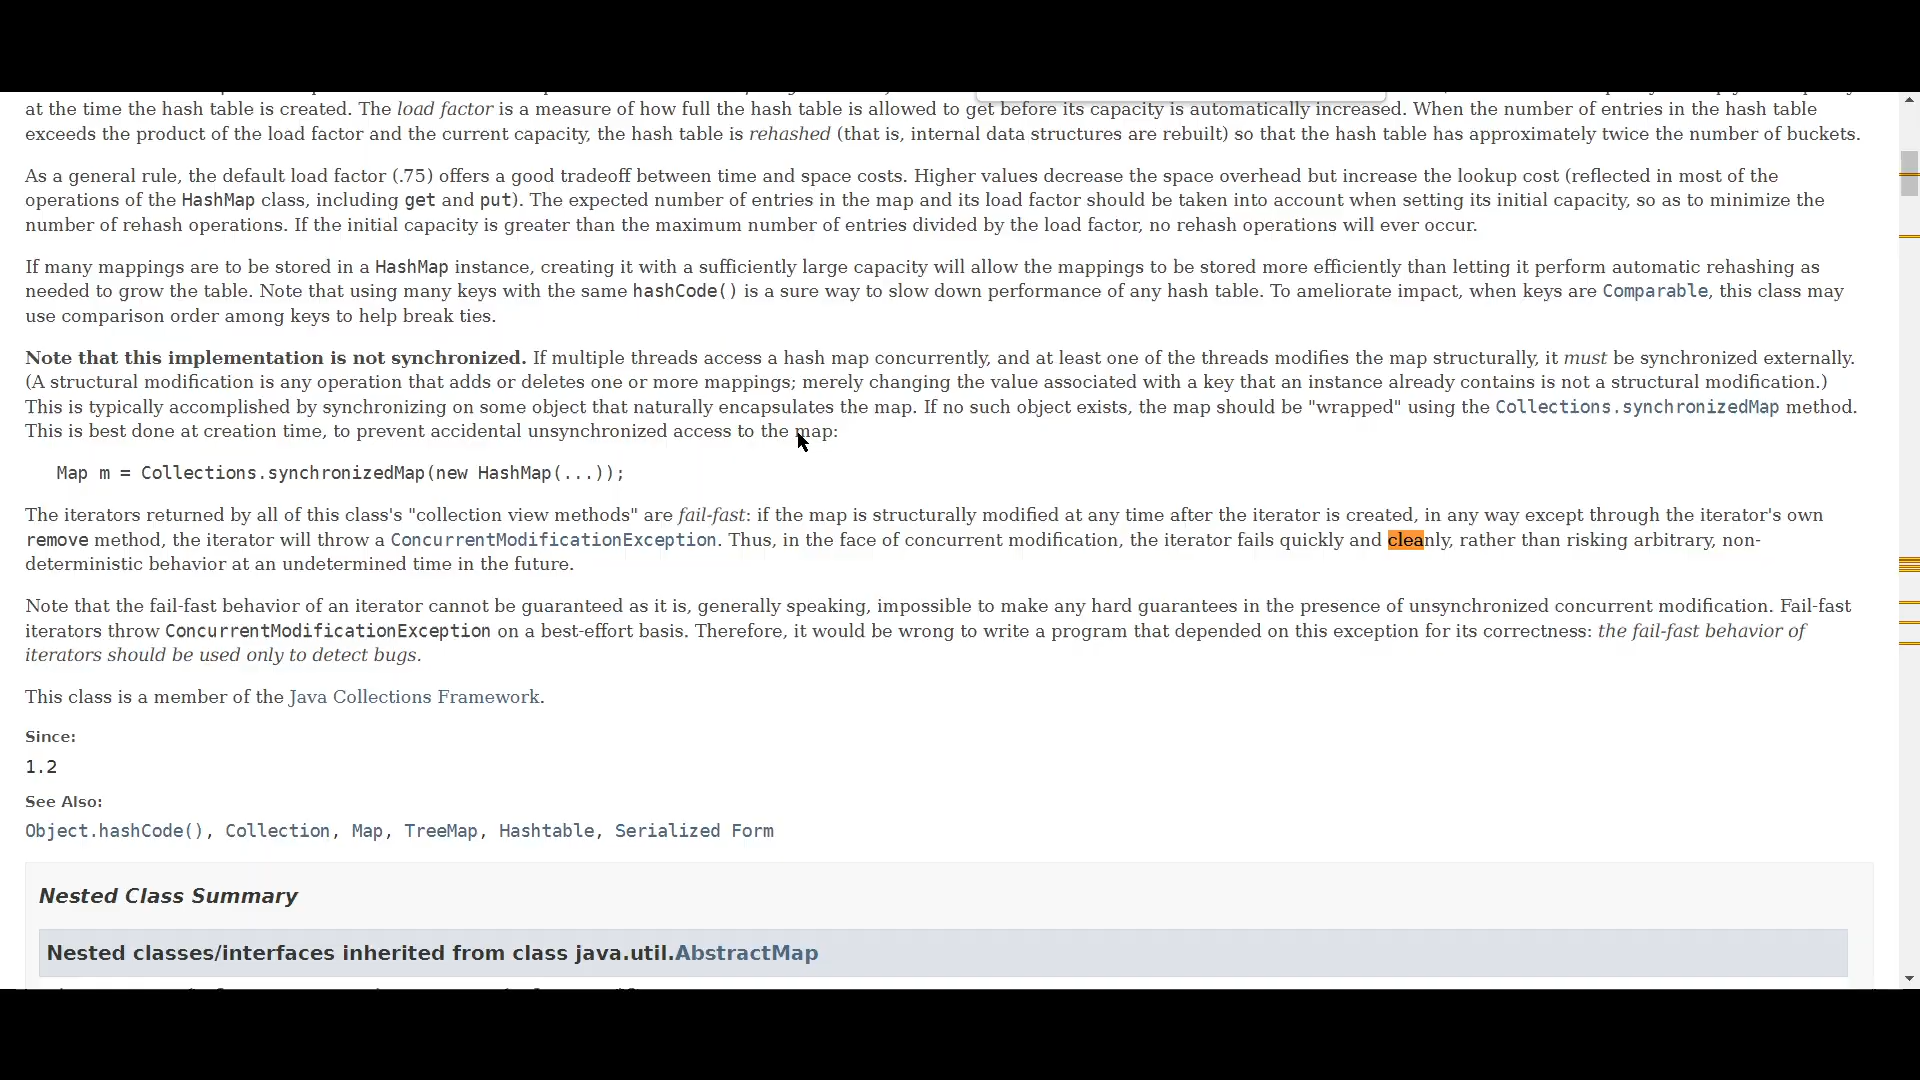 at the time the hash table is created. The load factor is a measure of how full the hash table is allowed to get before its capacity is automatically increased. When the number of entries in the hash table
exceeds the product of the load factor and the current capacity, the hash table is rehashed (that is, internal data structures are rebuilt) so that the hash table has approximately twice the number of buckets.
As a general rule, the default load factor (.75) offers a good tradeoff between time and space costs. Higher values decrease the space overhead but increase the lookup cost (reflected in most of the
operations of the HashMap class, including get and put). The expected number of entries in the map and its load factor should be taken into account when setting its initial capacity, so as to minimize the
number of rehash operations. If the initial capacity is greater than the maximum number of entries divided by the load factor, no rehash operations will ever occur.
If many mappings are to be stored in a HashMap instance, creating it with a sufficiently large capacity will allow the mappings to be stored more efficiently than letting it perform automatic rehashing as
needed to grow the table. Note that using many keys with the same hashCode() is a sure way to slow down performance of any hash table. To ameliorate impact, when keys are Comparable, this class may
use comparison order among keys to help break ties.
Note that this implementation is not synchronized. If multiple threads access a hash map concurrently, and at least one of the threads modifies the map structurally, it must be synchronized externally.
(A structural modification is any operation that adds or deletes one or more mappings; merely changing the value associated with a key that an instance already contains is not a structural modification.)
This is typically accomplished by synchronizing on some object that naturally encapsulates the map. If no such object exists, the map should be "wrapped" using the Collections.synchronizedMap method.
This is best done at creation time, to prevent accidental unsynchronized access to the map:
Map m = Collections.synchronizedMap(new HashMap(...));
The iterators returned by all of this class's "collection view methods" are fail-fast: if the map is structurally modified at any time after the iterator is created, in any way except through the iterator's own
remove method, the iterator will throw a ConcurrentModificationException. Thus, in the face of concurrent modification, the iterator fails quickly and cleanly, rather than risking arbitrary, non-
deterministic behavior at an undetermined time in the future.
Note that the fail-fast behavior of an iterator cannot be guaranteed as it is, generally speaking, impossible to make any hard guarantees in the presence of unsynchronized concurrent modification. Fail-fast
iterators throw ConcurrentModificationException on a best-effort basis. Therefore, it would be wrong to write a program that depended on this exception for its correctness: the fail-fast behavior of
iterators should be used only to detect bugs.
This class is a member of the Java Collections Framework.
Since:
1.2
See Also:
Object.hashCode(), Collection, Map, TreeMap, Hashtable, Serialized Form
Nested Class Summary
Nested classes/interfaces inherited from class java.util.AbstractMap